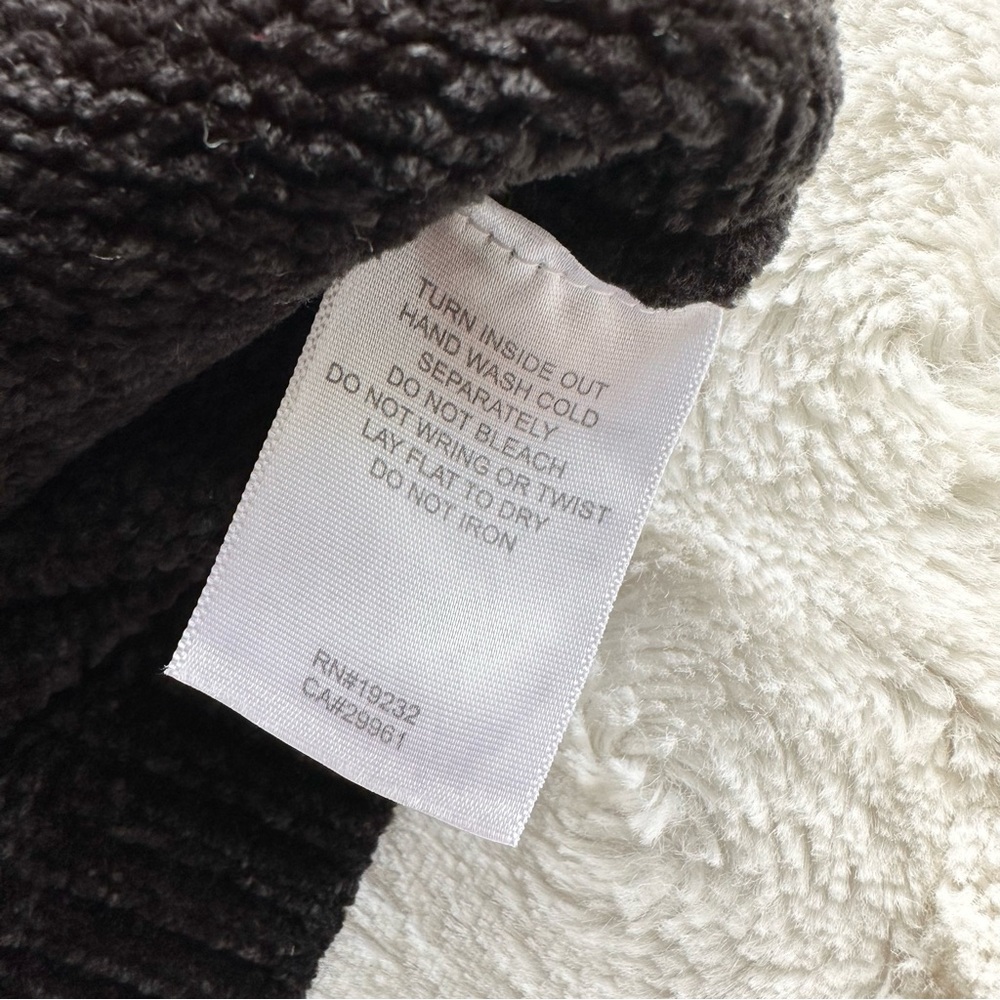 TURN INSIDE OUT
HAND WASH COLD
SEPARATELY
DO NOT BLEACH
DO NOT WRING OR TWIST
LAY FLAT TO DRY
DO NOT IRON
RN#19232
CA#29961